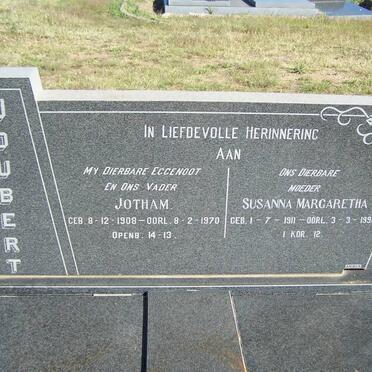 JOUBERT
IN LIEFDEVOLLE HERINNERING
AAN
MY DIERBARE EGGENOOT
EN ONS VADER
JOTHAM
GEB. 8-12-1908—OORL. 8-2-1970
OPENB. 14-13.
ONS DIERBARE
MOEDER
SUSANNA MARGARETHA
GEB. 1-7-1911—OORL. 3-3-199
1 KOR. 12.